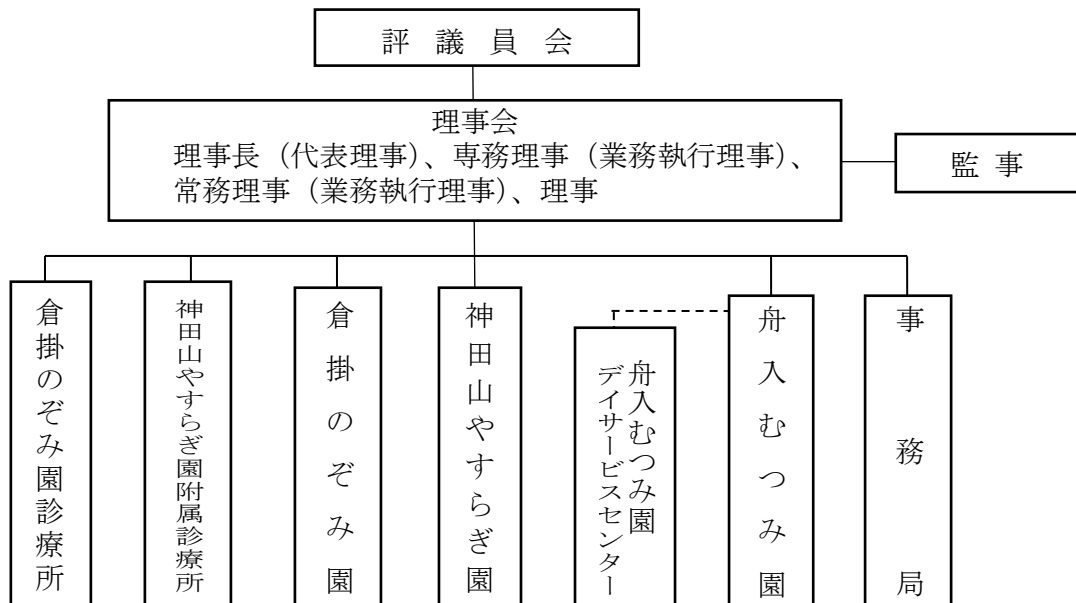 評議員会
理事会
理事長（代表理事）、専務理事（業務執行理事）、
常務理事（業務執行理事）、理事
監事
事務局
舟入むつみ園
舟入むつみ園
デイサービスセンター
神田山やすらぎ園
倉掛のぞみ園
神田山やすらぎ園附属診療所
倉掛のぞみ園診療所